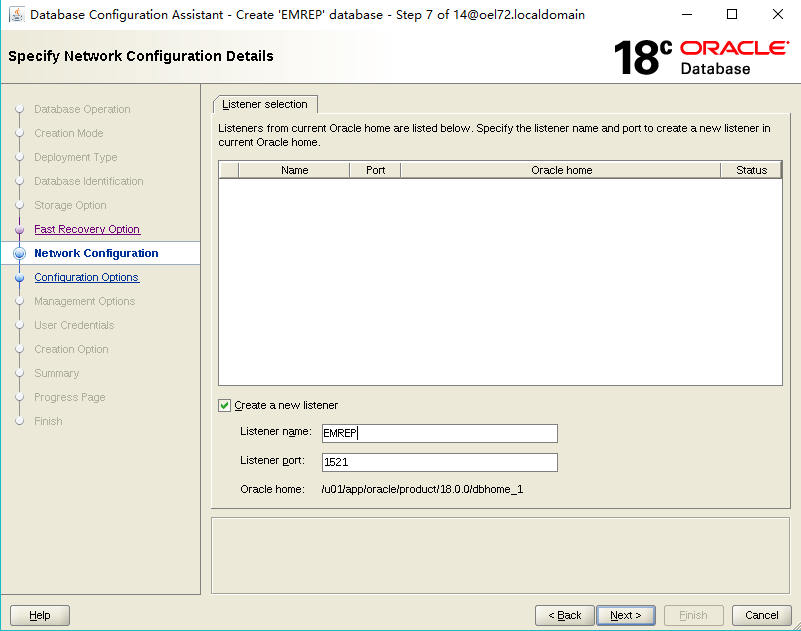 Database Configuration Assistant - Create 'EMREP' database - Step 7 of 14@oel72.localdomain
Specify Network Configuration Details
18c ORACLE
Database
Database Operation
Creation Mode
Deployment Type
Database Identification
Storage Option
Fast Recovery Option
Network Configuration
Configuration Options
Management Options
User Credentials
Creation Option
Summary
Progress Page
Finish
Listener selection
Listeners from current Oracle home are listed below. Specify the listener name and port to create a new listener in
current Oracle home.
Name Port Oracle home Status
Create a new listener
Listener name: EMREP
Listener port: 1521
Oracle home: /u01/app/oracle/product/18.0.0/dbhome_1
Help < Back Next > Finish Cancel